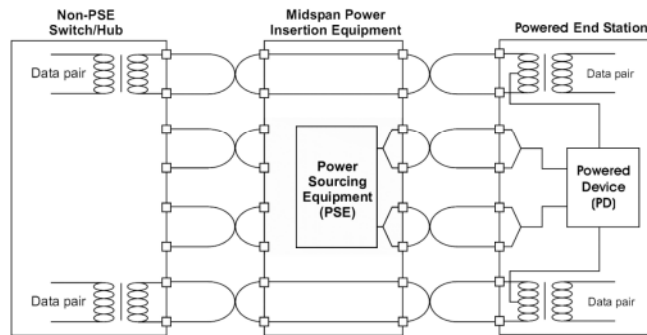 Non-PSE
Switch/Hub
Midspan Power
Insertion Equipment
Powered End Station
Data pair
Data pair
Power
Sourcing
Equipment
(PSE)
Powered
Device
(PD)
Data pair
Data pair